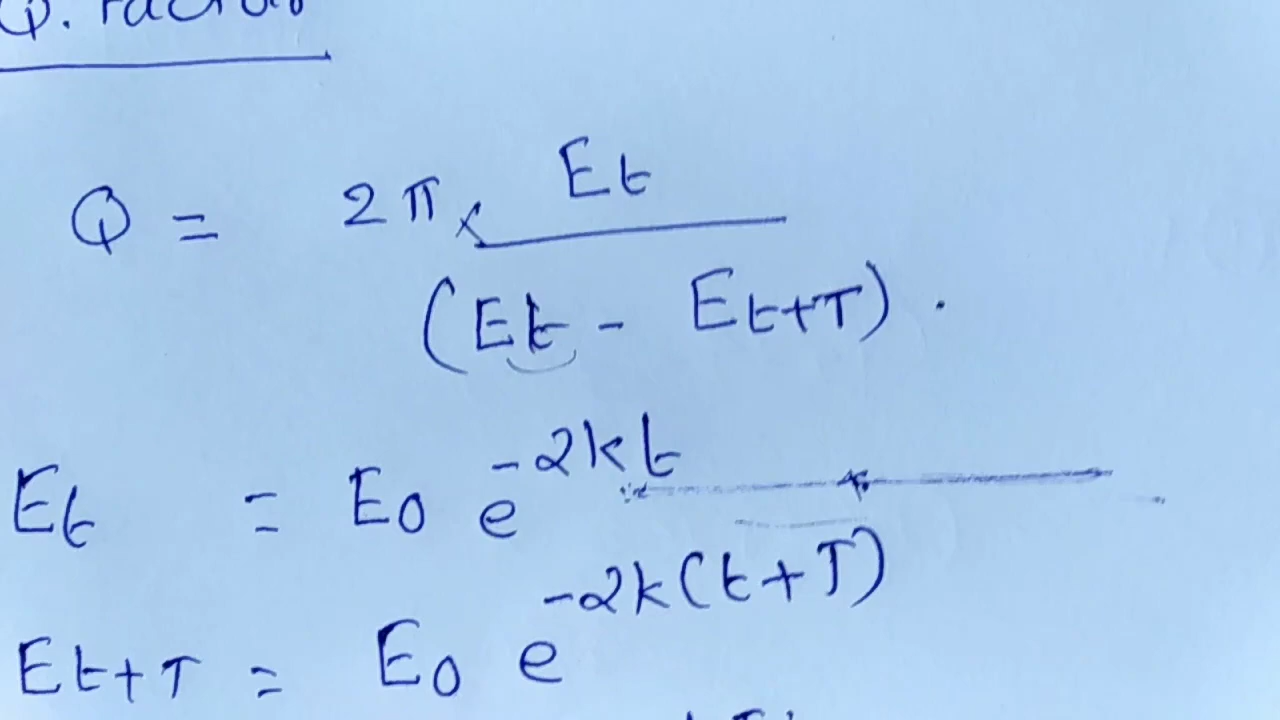 Q. Factor
Q = 2π × Et
(Et - Et+T).
Et = E0 e^-2kt
Et+T = E0 e^-2k(t+T)